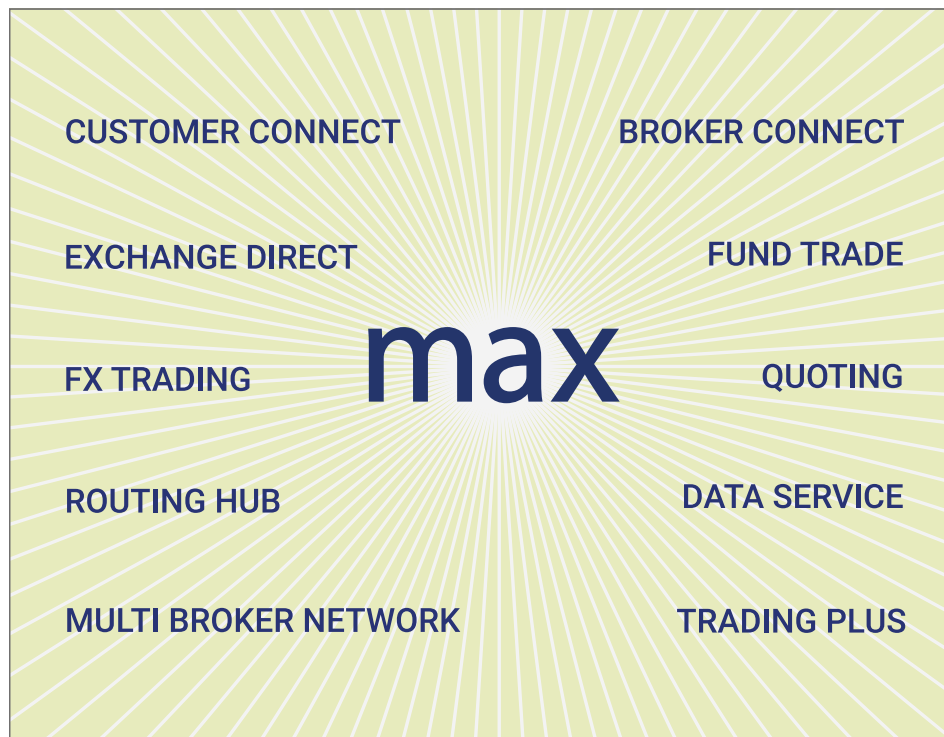 CUSTOMER CONNECT
BROKER CONNECT
EXCHANGE DIRECT
FUND TRADE
max
FX TRADING
QUOTING
ROUTING HUB
DATA SERVICE
MULTI BROKER NETWORK
TRADING PLUS